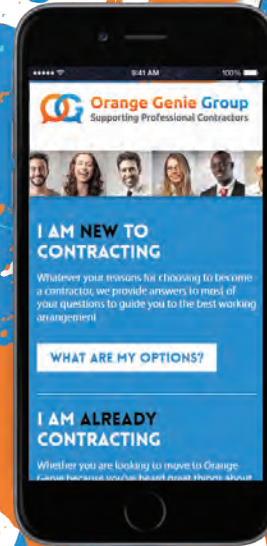 9:41 AM
100%
OG
Orange Genie Group
Supporting Professional Contractors
I AM NEW TO
CONTRACTING
Whatever your reasons for choosing to become
a contractor, we provide answers to most of
your questions to guide you to the best working
arrangement
WHAT ARE MY OPTIONS?
I AM ALREADY
CONTRACTING
Whether you are looking to move to Orange
Genie because you've heard great things about